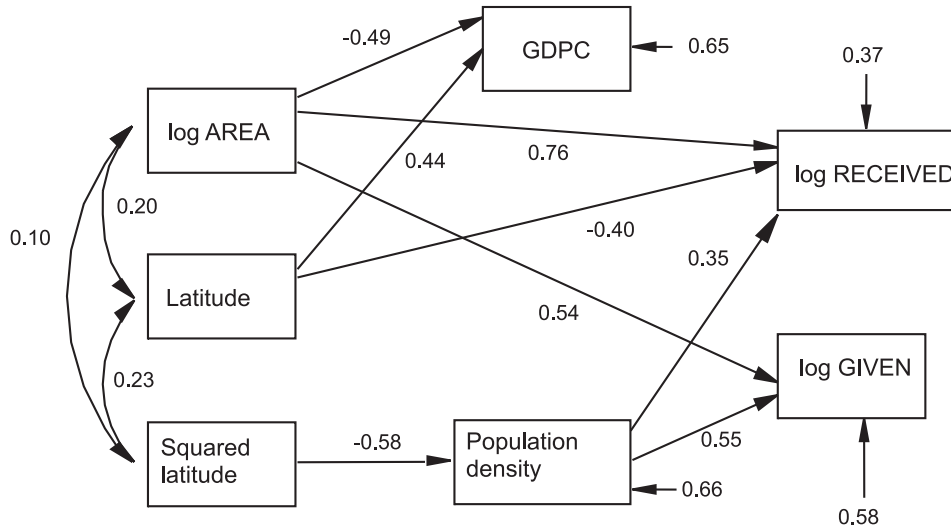 -0.49
GDPC
0.65
0.37
log AREA
0.76
0.44
log RECEIVED
0.20
0.10
-0.40
0.35
Latitude
0.54
log GIVEN
0.23
-0.58
Squared
latitude
Population
density
0.55
0.66
0.58